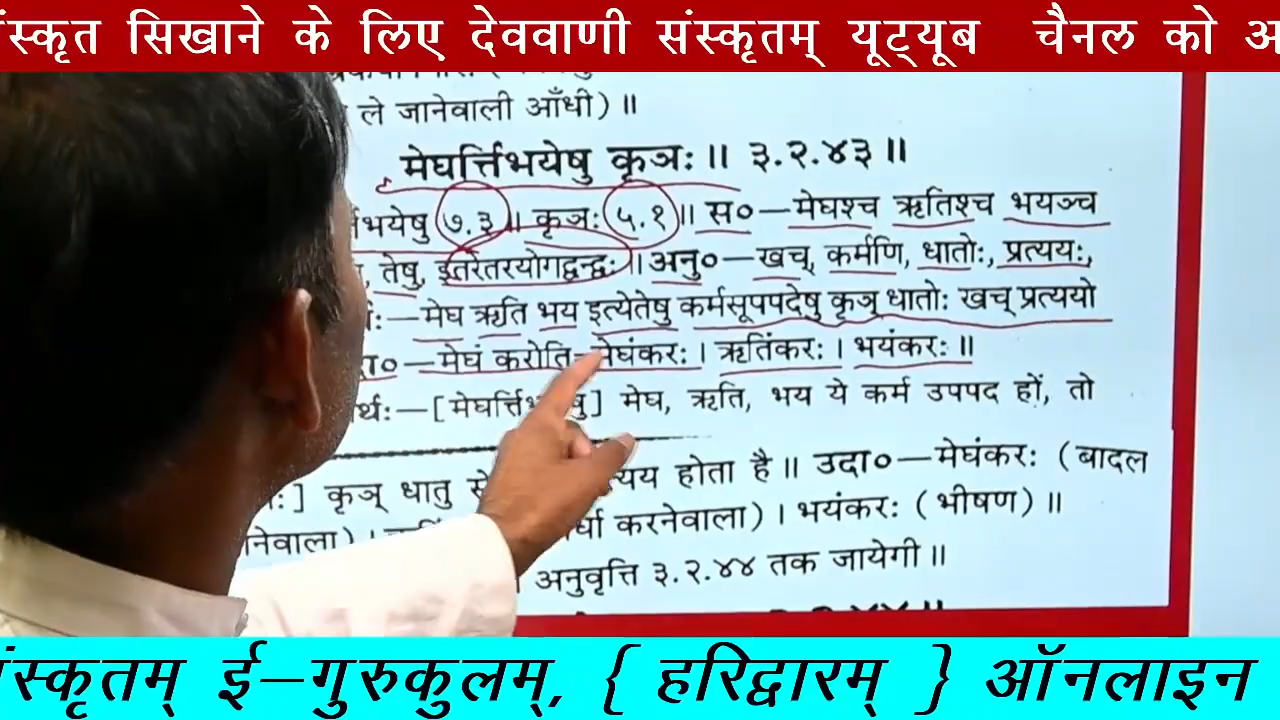 संस्कृत सिखाने के लिए देववाणी संस्कृतम् यूट्यूब चैनल को अ
ले जानेवाली आँधी) ॥
मेघर्त्तिभयेषु कृञः ॥ ३.२.४३ ॥
र्त्तिभयेषु ७.३ ॥ कृञः ५.१ ॥ स०—मेघश्च ऋतिश्च भयञ्च
तेषु, इतरेतरयोगद्वन्द्वः ॥ अनु०—खच्, कर्मणि, धातोः, प्रत्ययः,
—मेघ ऋति भय इत्येतेषु कर्मसूपपदेषु कृञ् धातोः खच् प्रत्ययो
दा०—मेघं करोति—मेघंकरः । ऋतिंकरः । भयंकरः ॥
र्थः—[मेघर्त्तिभयेषु] मेघ, ऋति, भय ये कर्म उपपद हों, तो
ः] कृञ् धातु से त्यय होता है ॥ उदा०—मेघंकरः (बादल
नेवाला) । र्धा करनेवाला) । भयंकरः (भीषण) ॥
अनुवृत्ति ३.२.४४ तक जायेगी ॥
संस्कृतम् ई-गुरुकुलम्, { हरिद्वारम् } ऑनलाइन